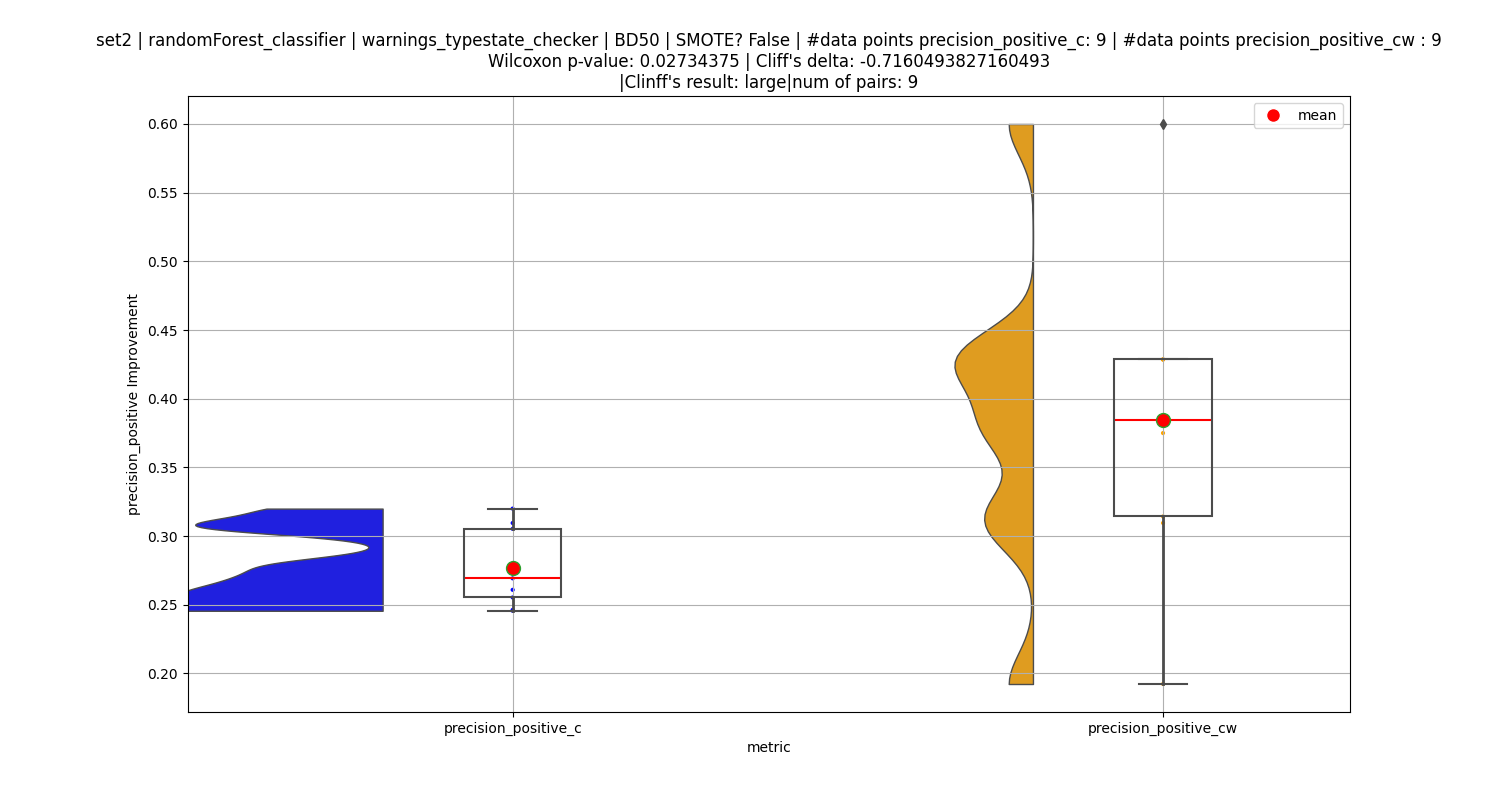 set2 | randomForest_classifier | warnings_typestate_checker | BD50 | SMOTE? False | #data points precision_positive_c: 9 | #data points precision_positive_cw : 9
Wilcoxon p-value: 0.02734375 | Cliff's delta: -0.7160493827160493
|Clinff's result: large|num of pairs: 9
mean
0.60
0.55
0.50
0.45
0.40
0.35
0.30
0.25
0.20
precision_positive Improvement
precision_positive_c
precision_positive_cw
metric